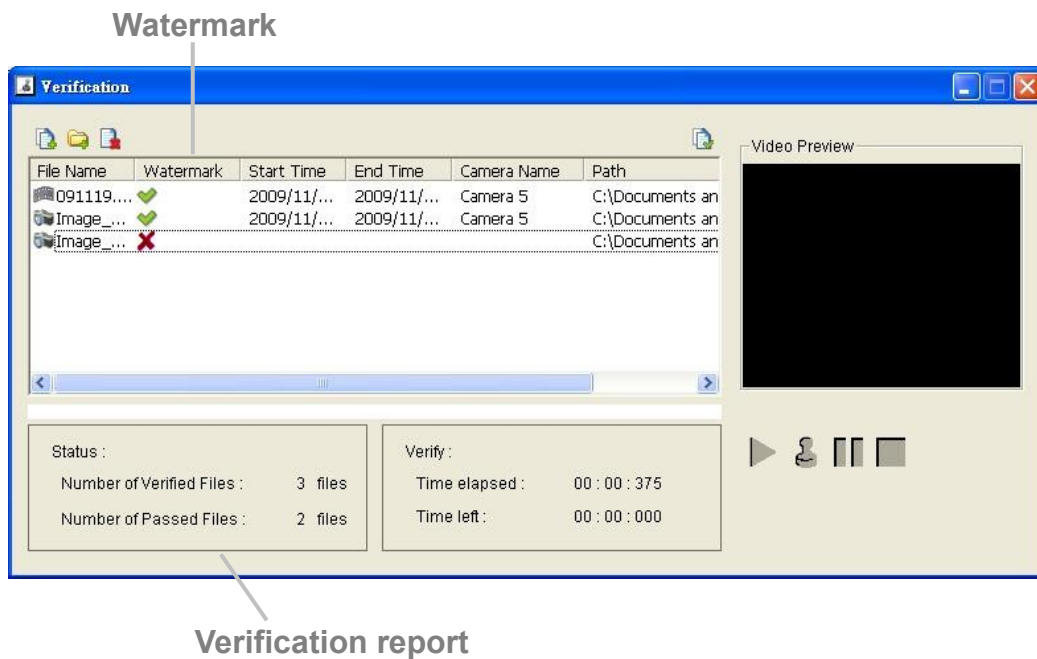 Watermark
Verification
Video Preview
File Name Watermark Start Time End Time Camera Name Path
091119.... 2009/11/... 2009/11/... Camera 5 C:\Documents an
Image_... 2009/11/... 2009/11/... Camera 5 C:\Documents an
Image_... C:\Documents an
Status :
Number of Verified Files : 3 files
Number of Passed Files : 2 files
Verify :
Time elapsed : 00 : 00 : 375
Time left : 00 : 00 : 000
Verification report